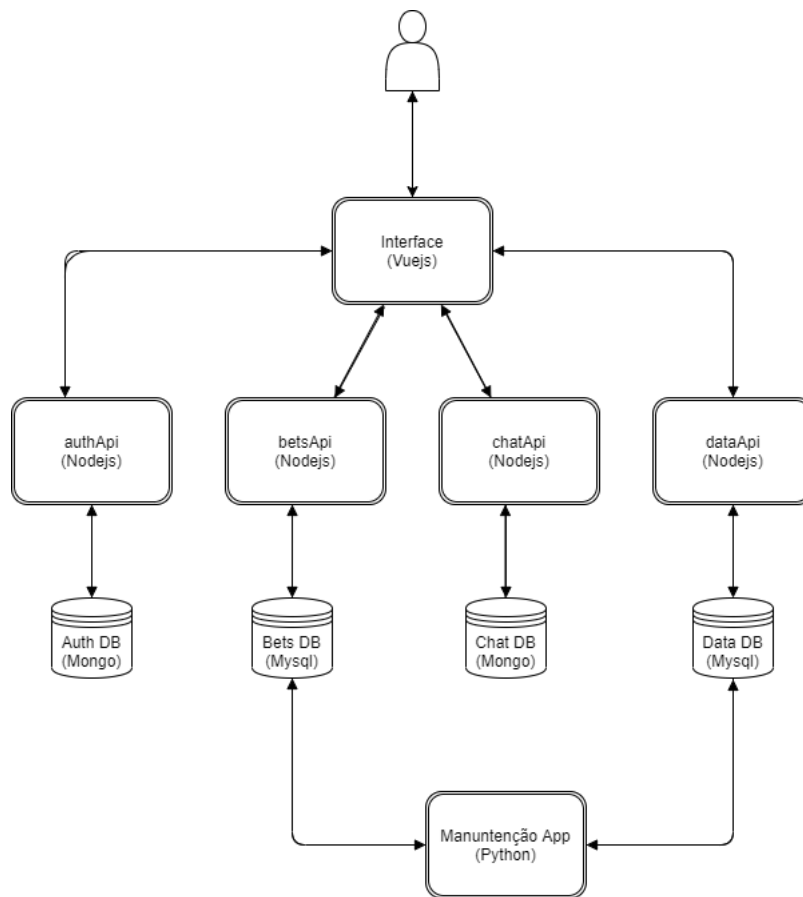 Interface
(Vuejs)
authApi
(Nodejs)
betsApi
(Nodejs)
chatApi
(Nodejs)
dataApi
(Nodejs)
Auth DB
(Mongo)
Bets DB
(Mysql)
Chat DB
(Mongo)
Data DB
(Mysql)
Manuntenção App
(Python)